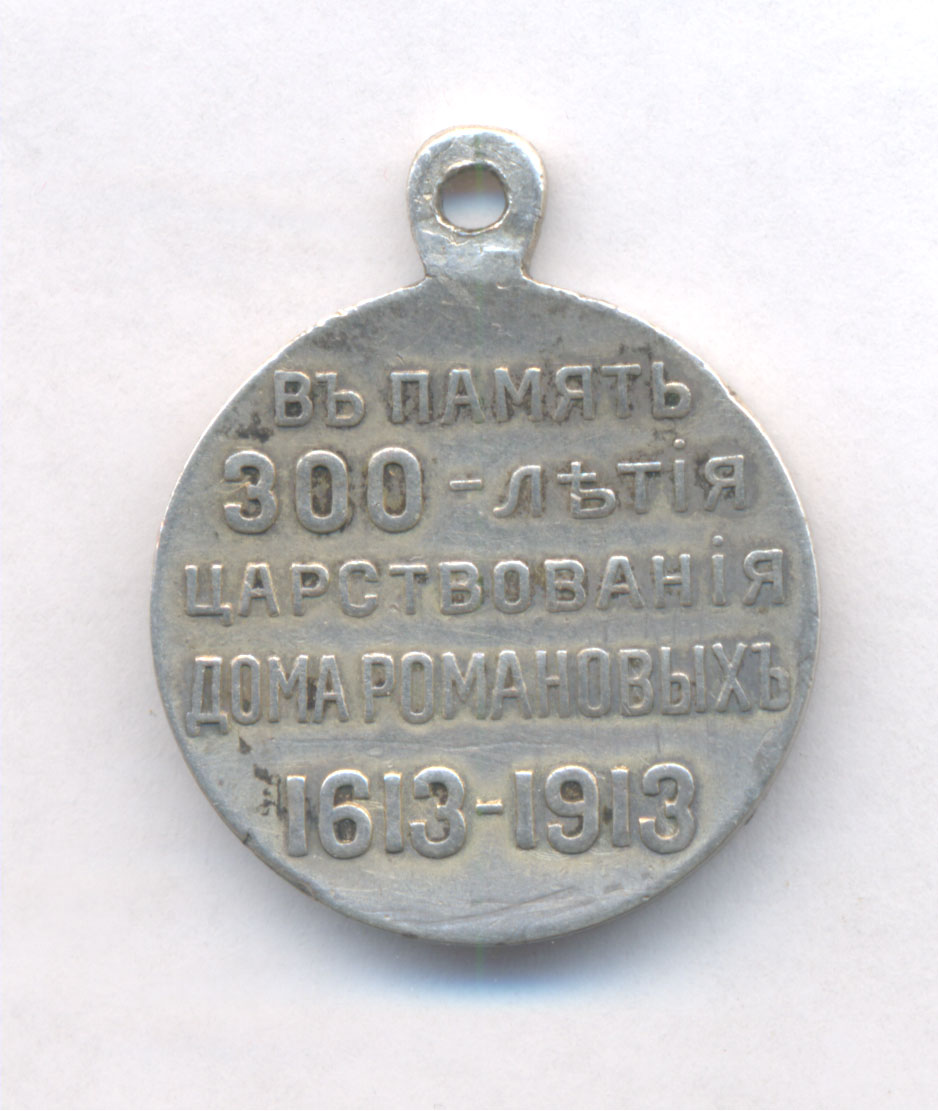 ВЪ ПАМЯТЬ
300-ЛѢТІЯ
ЦАРСТВОВАНІЯ
ДОМА РОМАНОВЫХЪ
1613-1913